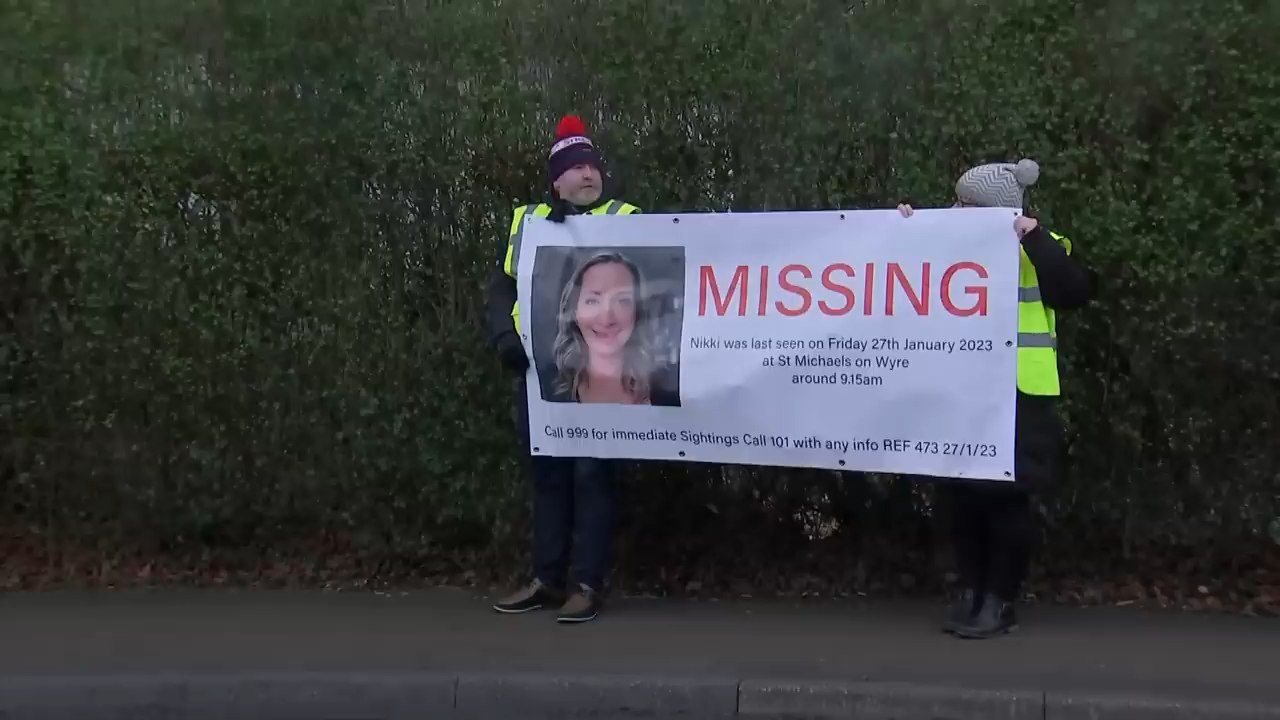 MISSING
Nikki was last seen on Friday 27th January 2023
at St Michaels on Wyre
around 9.15am
Call 999 for immediate Sightings Call 101 with any info REF 473 27/1/23